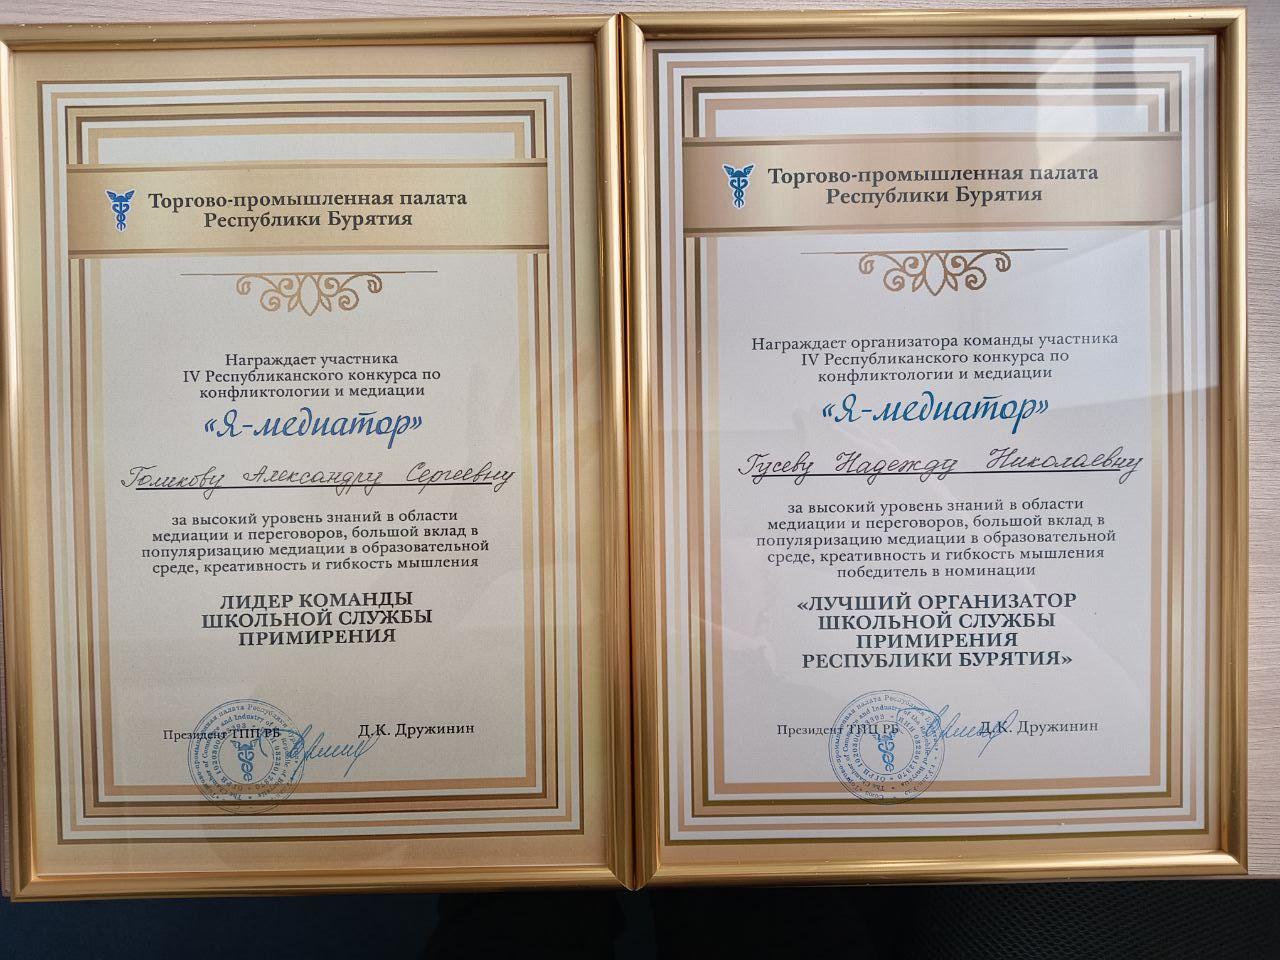 Торгово-промышленная палата
Республики Бурятия
Награждает участника
IV Республиканского конкурса по
конфликтологии и медиации
«Я-медиатор»
Голикову Александру Сергеевну
за высокий уровень знаний в области
медиации и переговоров, большой вклад в
популяризацию медиации в образовательной
среде, креативность и гибкость мышления
ЛИДЕР КОМАНДЫ
ШКОЛЬНОЙ СЛУЖБЫ
ПРИМИРЕНИЯ
Президент ТПП РБ
Д.К. Дружинин
Торгово-промышленная палата
Республики Бурятия
Награждает организатора команды участника
IV Республиканского конкурса по
конфликтологии и медиации
«Я-медиатор»
Гусеву Надежду Николаевну
за высокий уровень знаний в области
медиации и переговоров, большой вклад в
популяризацию медиации в образовательной
среде, креативность и гибкость мышления
победитель в номинации
«ЛУЧШИЙ ОРГАНИЗАТОР
ШКОЛЬНОЙ СЛУЖБЫ
ПРИМИРЕНИЯ
РЕСПУБЛИКИ БУРЯТИЯ»
Президент ТПП РБ
Д.К. Дружинин